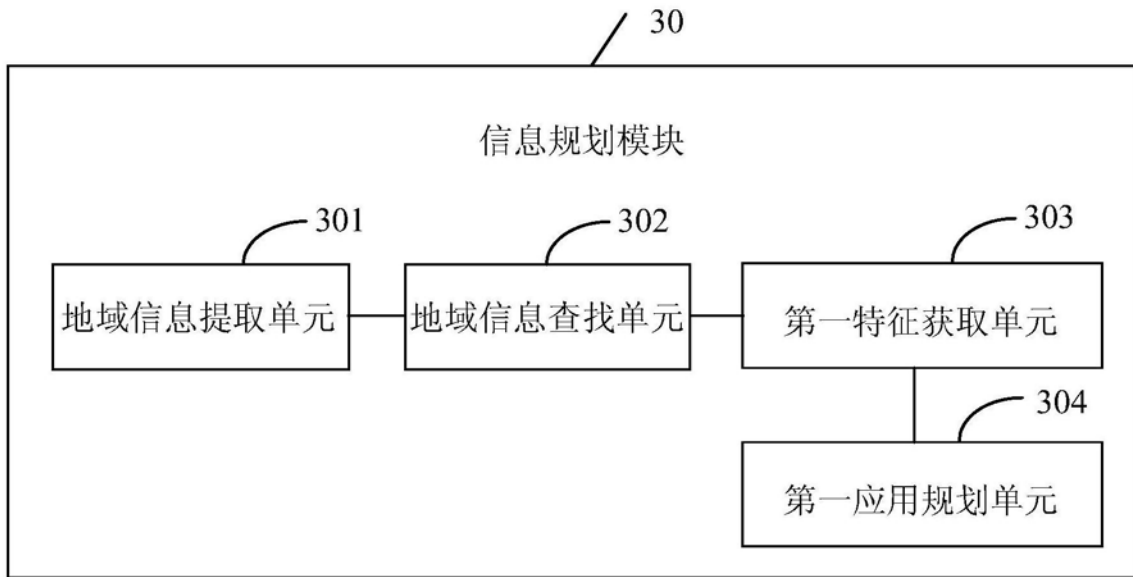 30
信息规划模块
301
302
303
地域信息提取单元
地域信息查找单元
第一特征获取单元
304
第一应用规划单元